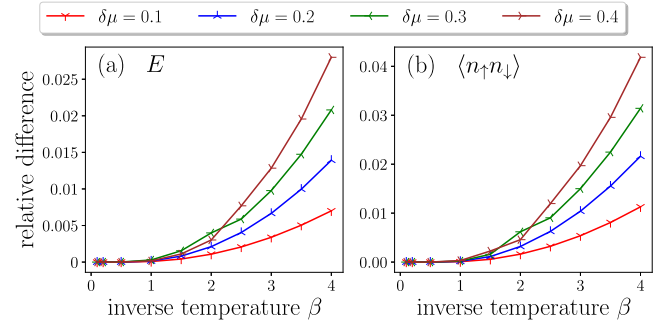 δμ = 0.1 δμ = 0.2 δμ = 0.3 δμ = 0.4
relative difference
(a) E
0.025
0.02
0.015
0.01
0.005
0
0 1 2 3 4
inverse temperature β
(b) ⟨n↑n↓⟩
0.04
0.03
0.02
0.01
0.00
0 1 2 3 4
inverse temperature β